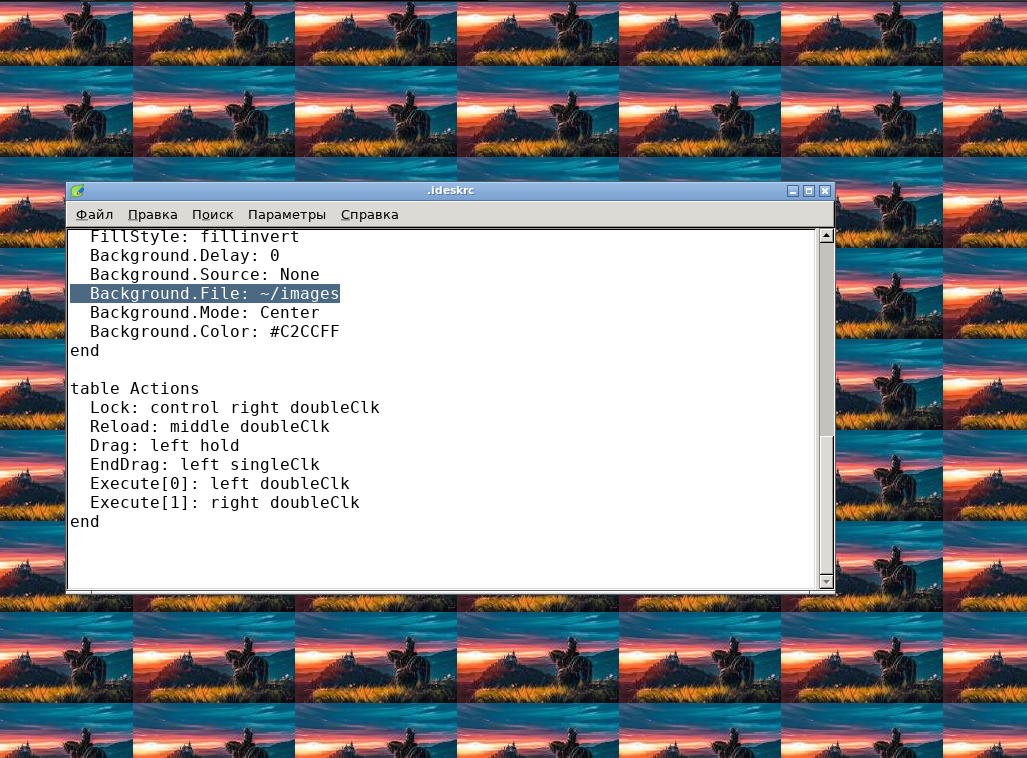 .ideskrc
Файл Правка Поиск Параметры Справка
FillStyle: fillinvert
Background.Delay: 0
Background.Source: None
Background.File: ~/images
Background.Mode: Center
Background.Color: #C2CCFF
end
table Actions
Lock: control right doubleClk
Reload: middle doubleClk
Drag: left hold
EndDrag: left singleClk
Execute[0]: left doubleClk
Execute[1]: right doubleClk
end